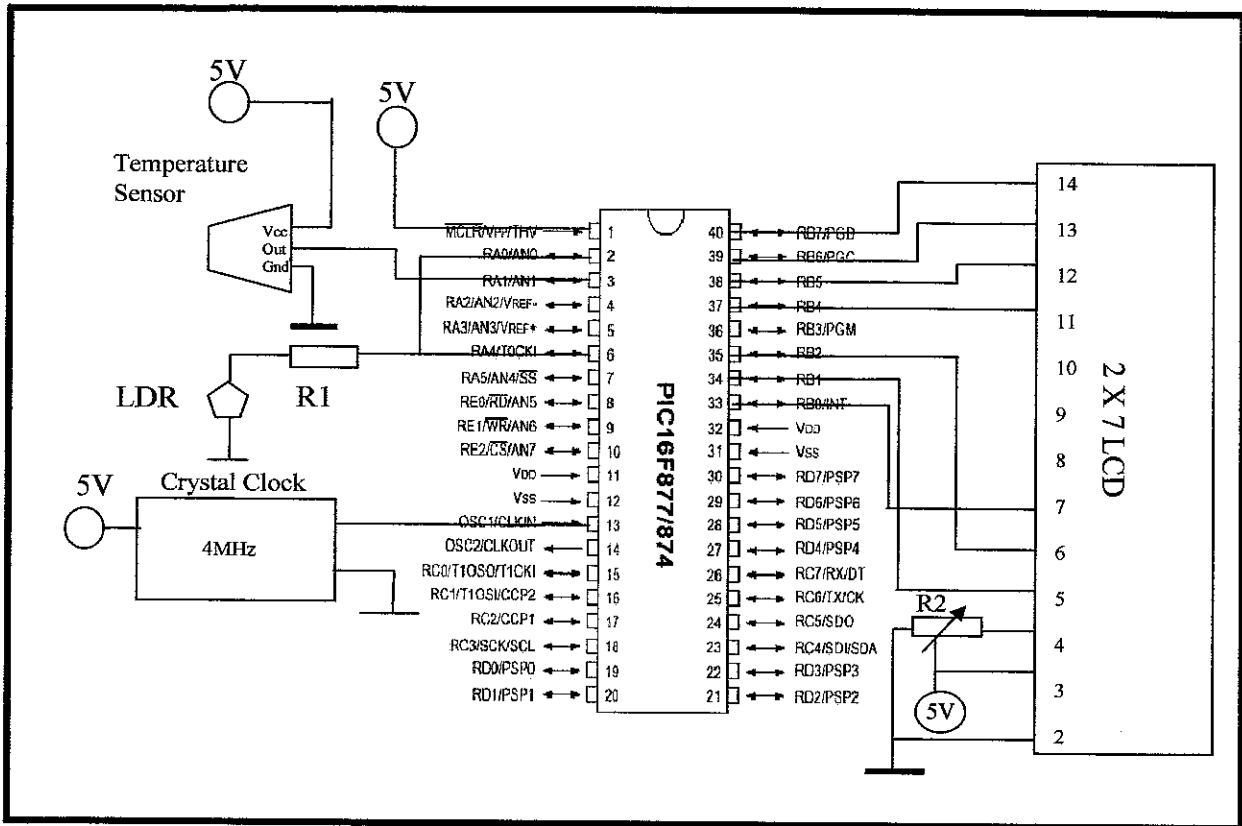 5V
5V
Temperature
Sensor
Vcc
Out
Gnd
LDR
R1
Crystal Clock
5V
4MHz
MCLR/VPP/THV
RA0/AN0
RA1/AN1
RA2/AN2/VREF-
RA3/AN3/VREF+
RA4/T0CKI
RA5/AN4/SS
RE0/RD/AN5
RE1/WR/AN6
RE2/CS/AN7
VDD
VSS
OSC1/CLKIN
OSC2/CLKOUT
RC0/T1OSO/T1CKI
RC1/T1OSI/CCP2
RC2/CCP1
RC3/SCK/SCL
RD0/PSP0
RD1/PSP1
1
2
3
4
5
6
7
8
9
10
11
12
13
14
15
16
17
18
19
20
PIC16F877/874
40
39
38
37
36
35
34
33
32
31
30
29
28
27
26
25
24
23
22
21
RB7/PGD
RB6/PGC
RB5
RB4
RB3/PGM
RB2
RB1
RB0/INT
VDD
VSS
RD7/PSP7
RD6/PSP6
RD5/PSP5
RD4/PSP4
RC7/RX/DT
RC6/TX/CK
RC5/SDO
RC4/SDI/SDA
RD3/PSP3
RD2/PSP2
R2
5V
14
13
12
11
10
9
8
7
6
5
4
3
2
2 X 7 LCD